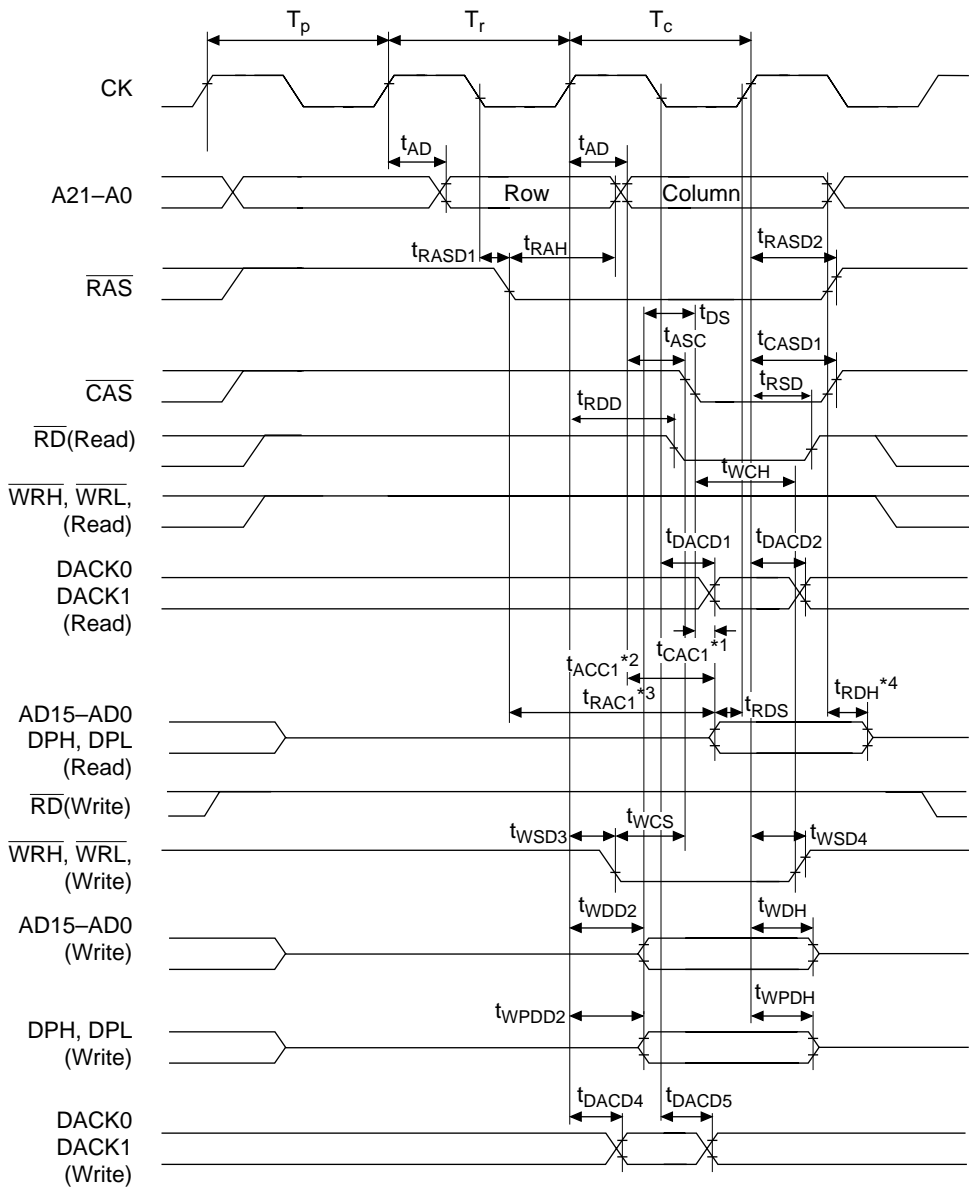 Tp Tr Tc
CK
tAD tAD
A21–A0 Row Column
tRASD1 tRAH tRASD2
RAS
tDS
tASC tCASD1
CAS
tRDD tRSD
RD(Read)
tWCH
WRH, WRL,
(Read)
tDACD1 tDACD2
DACK0
DACK1
(Read)
tCAC1*1
tACC1*2
tRAC1*3 tRDS tRDH*4
AD15–AD0
DPH, DPL
(Read)
RD(Write)
tWSD3 tWCS tWSD4
WRH, WRL,
(Write)
tWDD2 tWDH
AD15–AD0
(Write)
tWPDD2 tWPDH
DPH, DPL
(Write)
tDACD4 tDACD5
DACK0
DACK1
(Write)